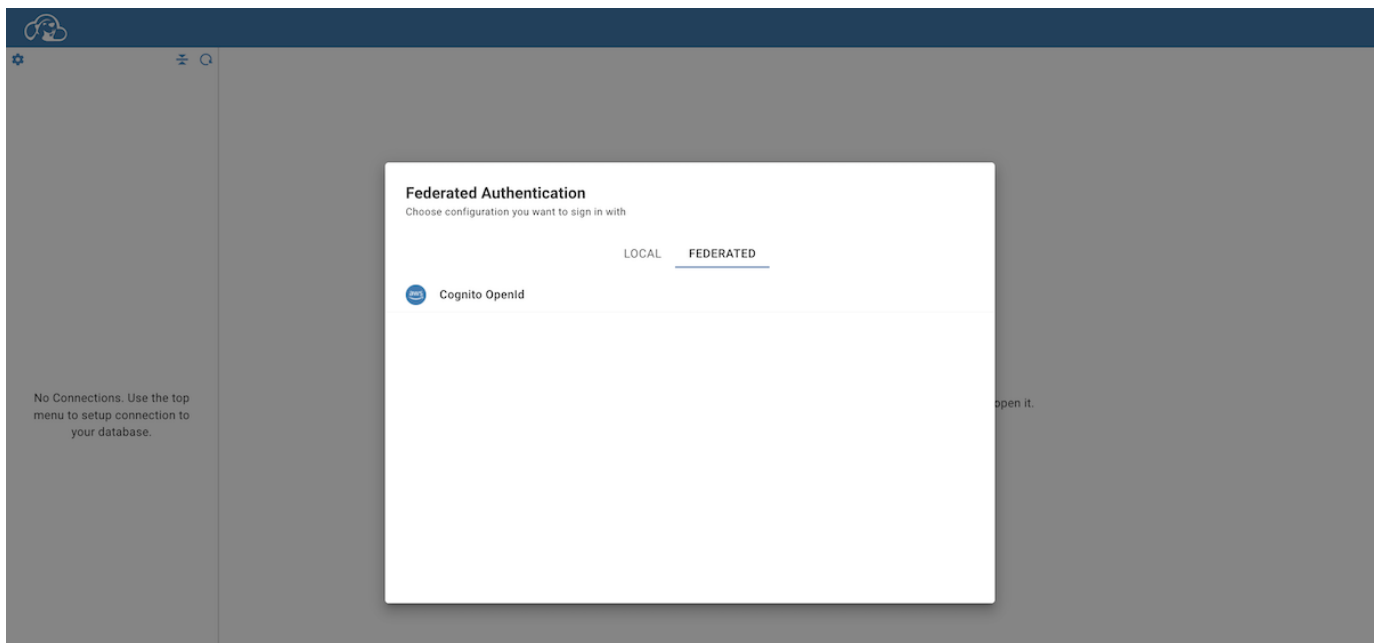 Federated Authentication
Choose configuration you want to sign in with
LOCAL FEDERATED
aws Cognito OpenId
No Connections. Use the top
menu to setup connection to
your database.
open it.